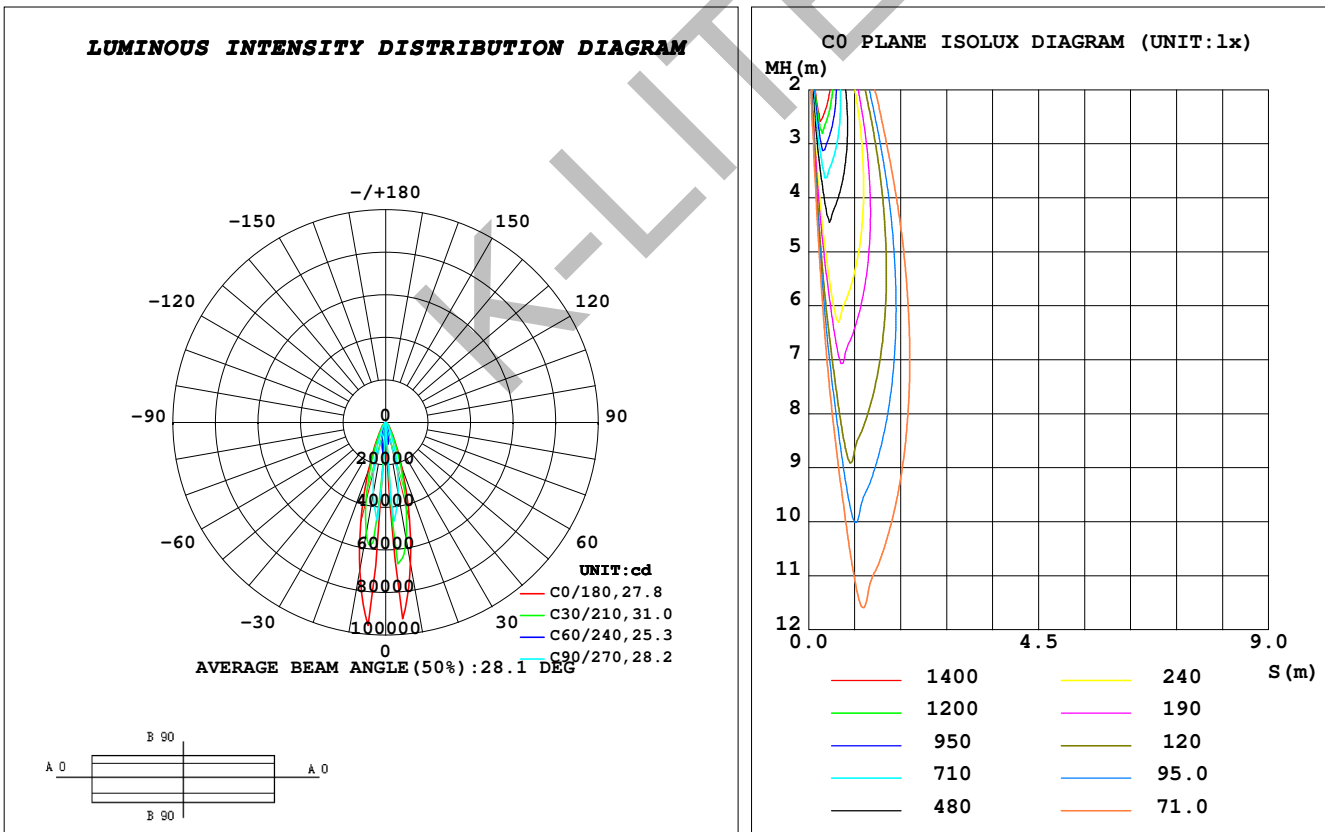 LUMINOUS INTENSITY DISTRIBUTION DIAGRAM
-/+180
-150
150
-120
120
-90
90
-60
60
-30
30
0
0
20000
40000
60000
80000
100000
UNIT:cd
C0/180,27.8
C30/210,31.0
C60/240,25.3
C90/270,28.2
AVERAGE BEAM ANGLE(50%):28.1 DEG
B 90
A 0
A 0
B 90
C0 PLANE ISOLUX DIAGRAM (UNIT:lx)
MH(m)
2
3
4
5
6
7
8
9
10
11
12
0.0
4.5
9.0
S(m)
1400
240
1200
190
950
120
710
95.0
480
71.0
K-LITE